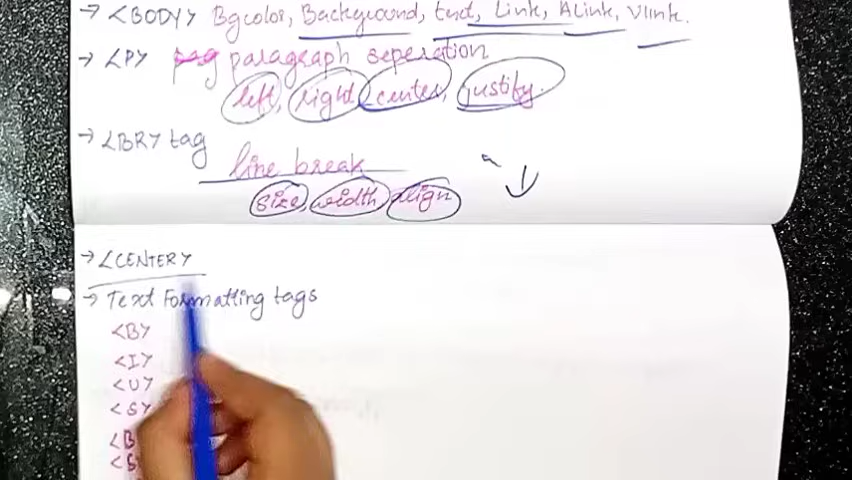 → <BODY> Bgcolor, Background, text, Link, ALink, Vlink.
→ <P> paragraph seperation
left, right, center, justify.
→ <BR> tag
line break
size, width, align
→ <CENTER>
→ Text Formatting tags
<B>
<I>
<U>
<S>
<B
<S